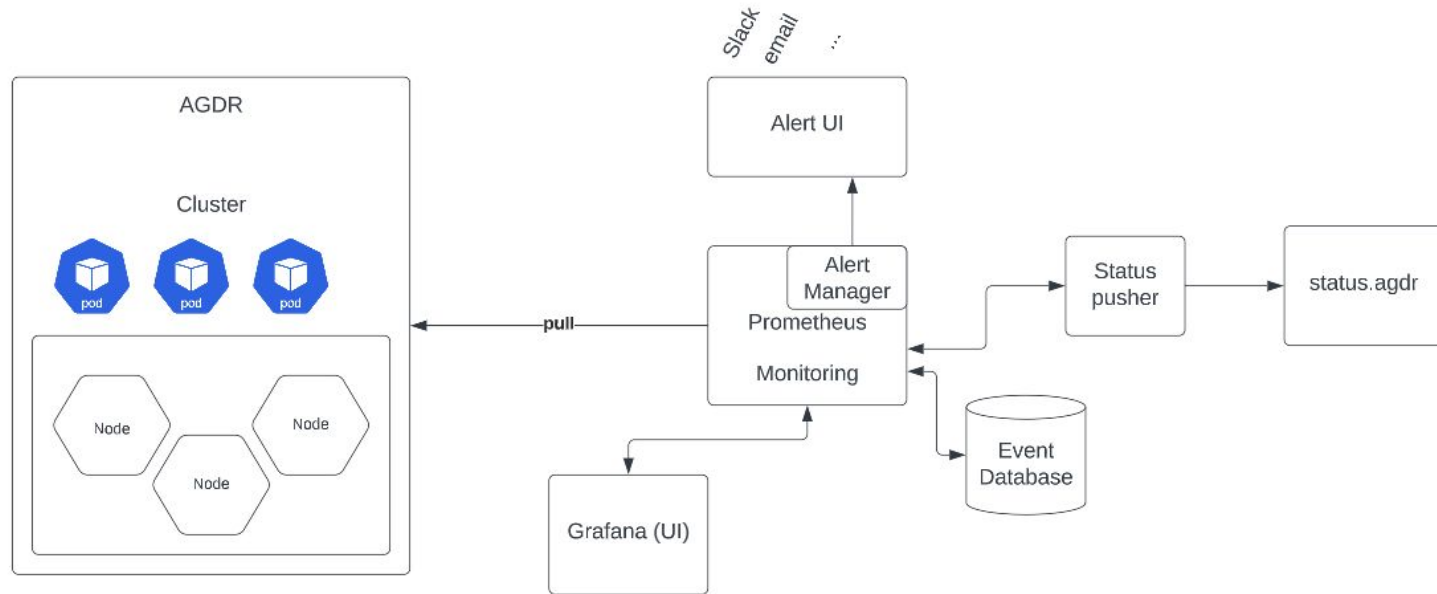 AGDR
Cluster
pod
pod
pod
Node
Node
Node
pull
Slack
email
...
Alert UI
Alert
Manager
Prometheus
Monitoring
Grafana (UI)
Status
pusher
status.agdr
Event
Database